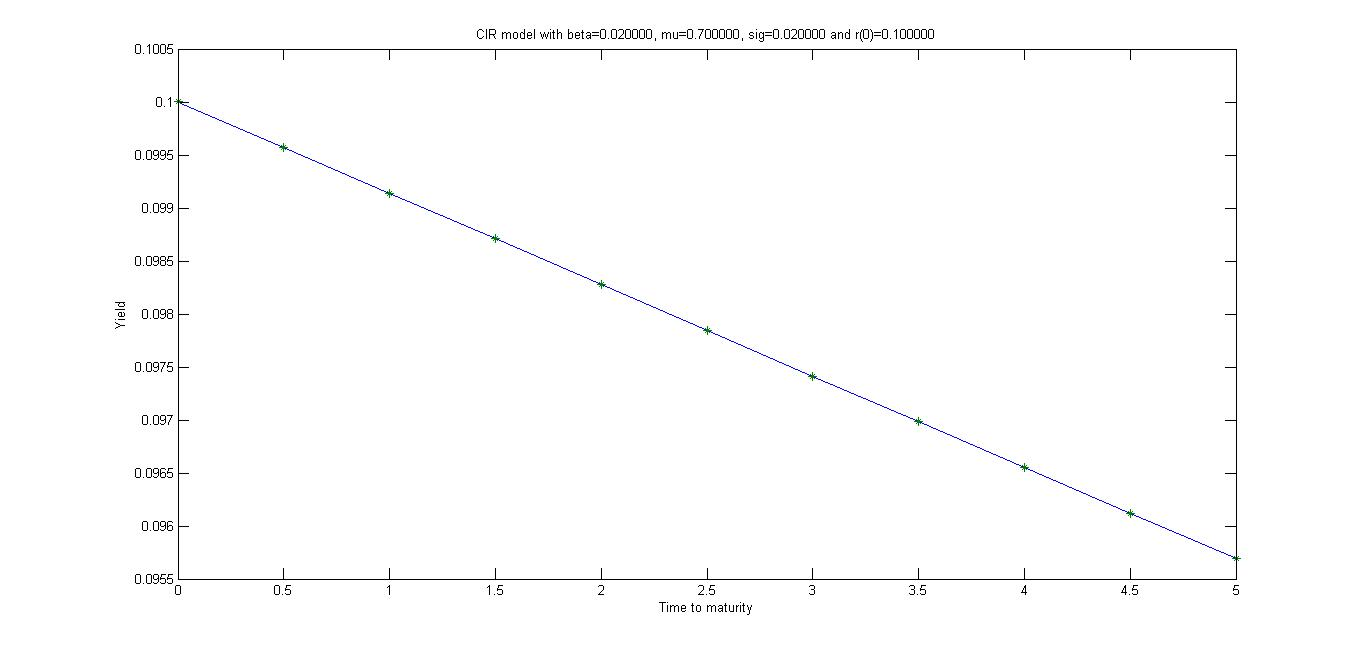 CIR model with beta=0.020000, mu=0.700000, sig=0.020000 and r(0)=0.100000
0.1005
0.1
0.0995
0.099
0.0985
0.098
0.0975
0.097
0.0965
0.096
0.0955
Yield
0 0.5 1 1.5 2 2.5 3 3.5 4 4.5 5
Time to maturity